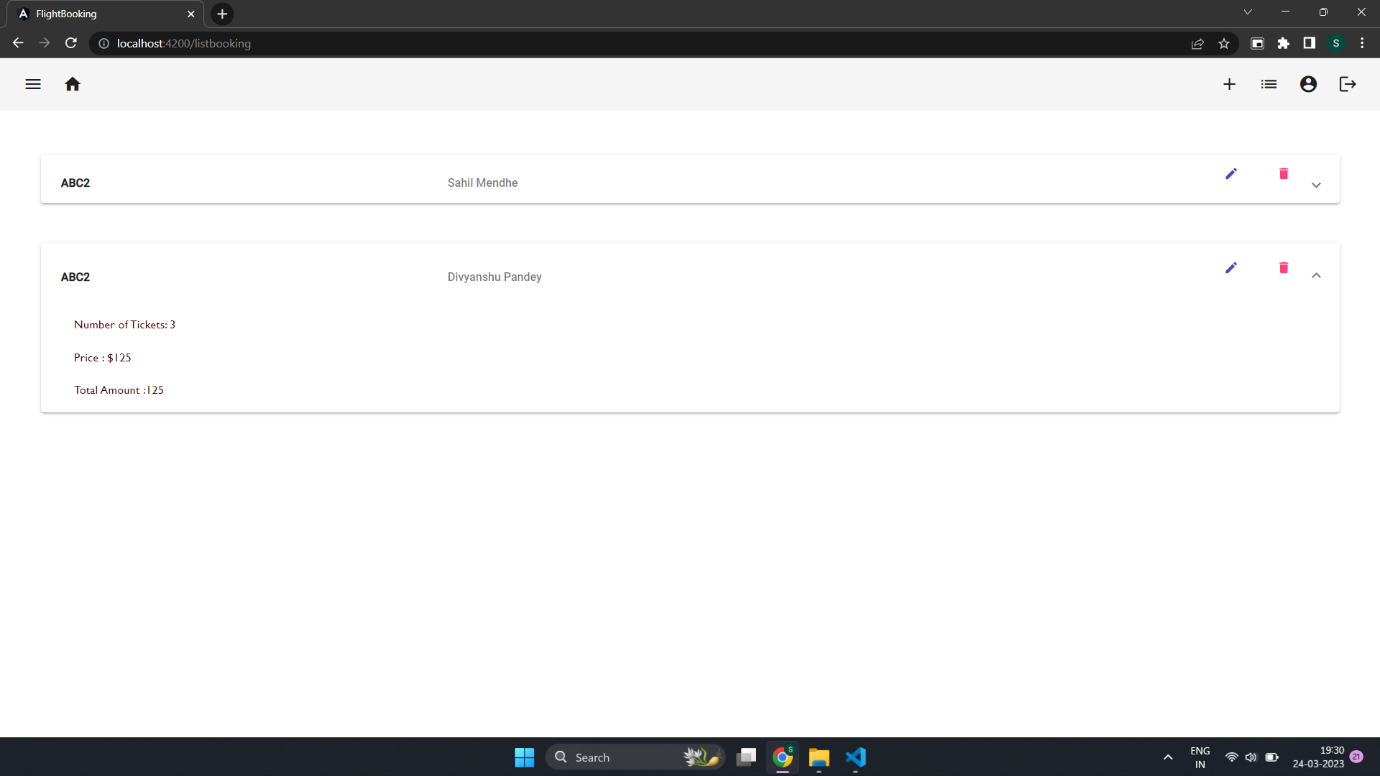 FlightBooking
localhost:4200/listbooking
S
ABC2 Sahil Mendhe
ABC2 Divyanshu Pandey
Number of Tickets: 3
Price : $125
Total Amount :125
Search
S
ENG
IN
19:30
24-03-2023
21